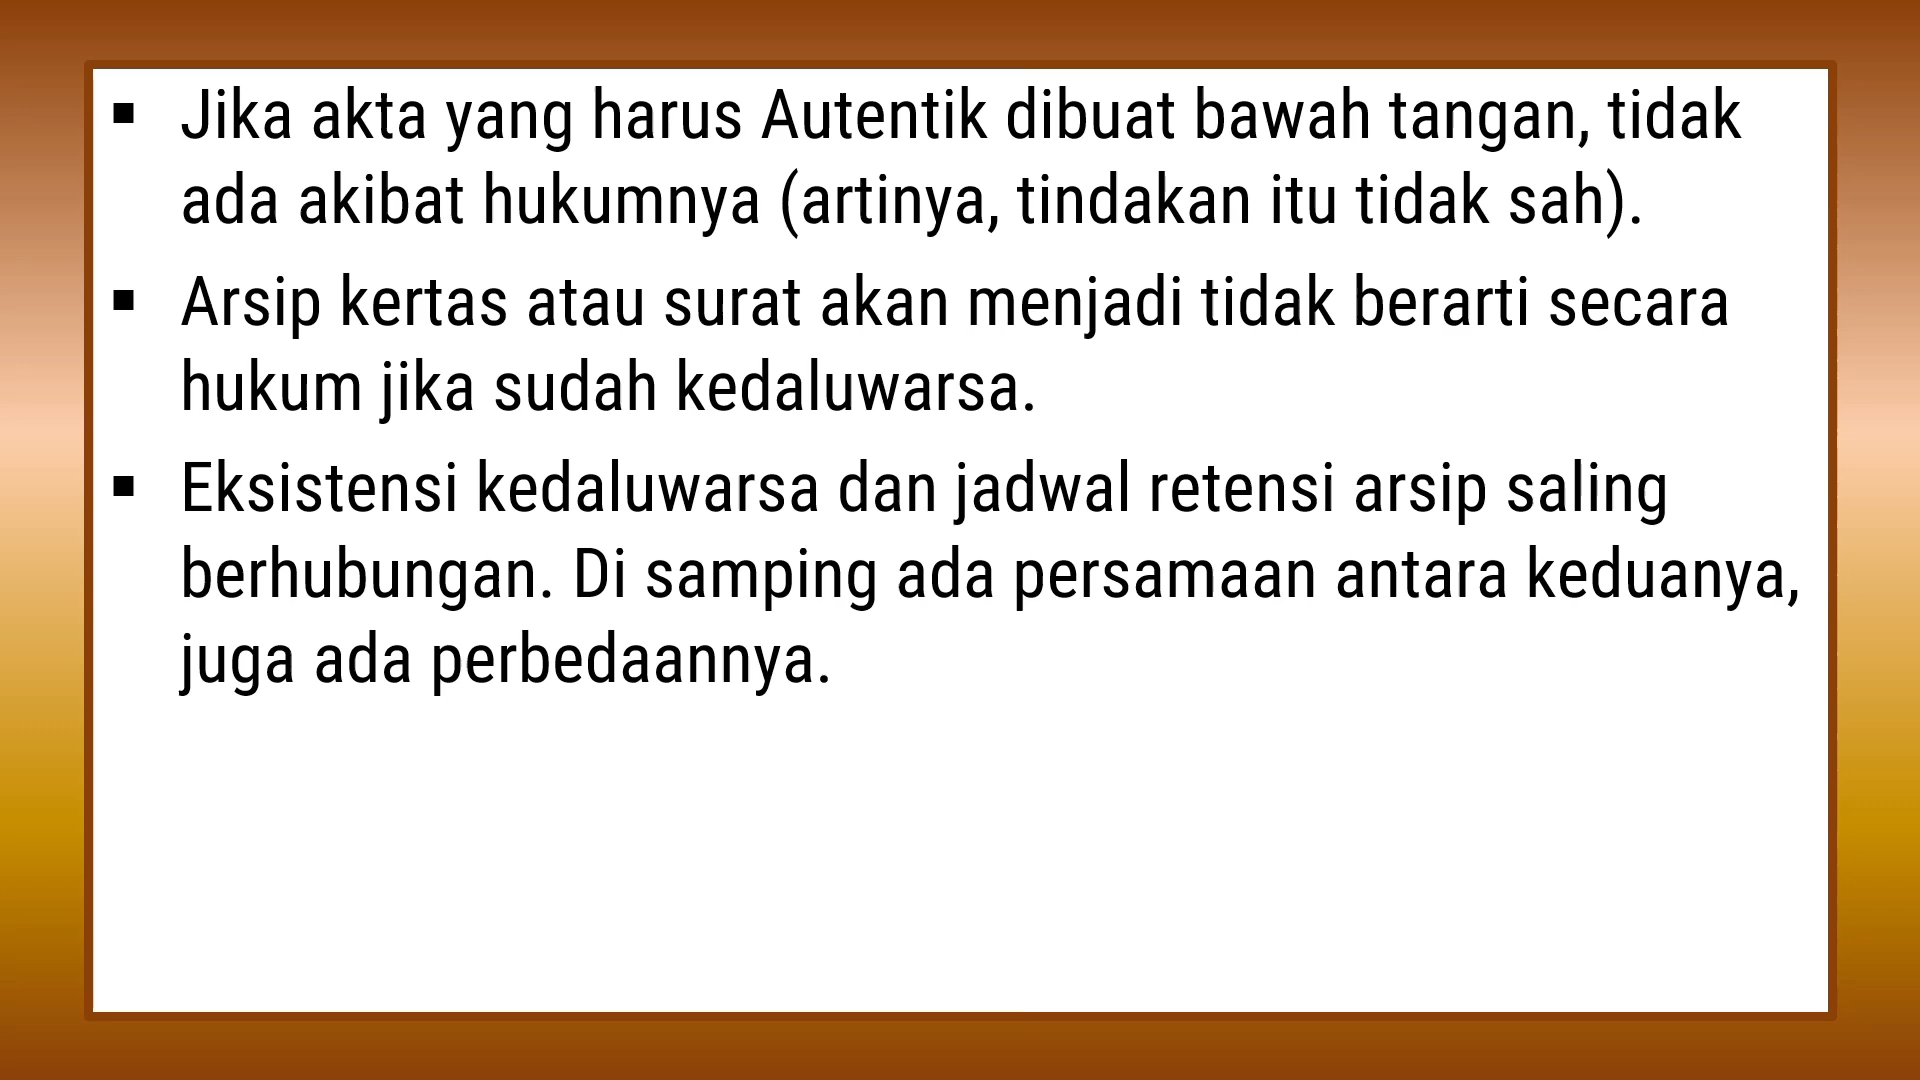 ▪ Jika akta yang harus Autentik dibuat bawah tangan, tidak
ada akibat hukumnya (artinya, tindakan itu tidak sah).
▪ Arsip kertas atau surat akan menjadi tidak berarti secara
hukum jika sudah kedaluwarsa.
▪ Eksistensi kedaluwarsa dan jadwal retensi arsip saling
berhubungan. Di samping ada persamaan antara keduanya,
juga ada perbedaannya.